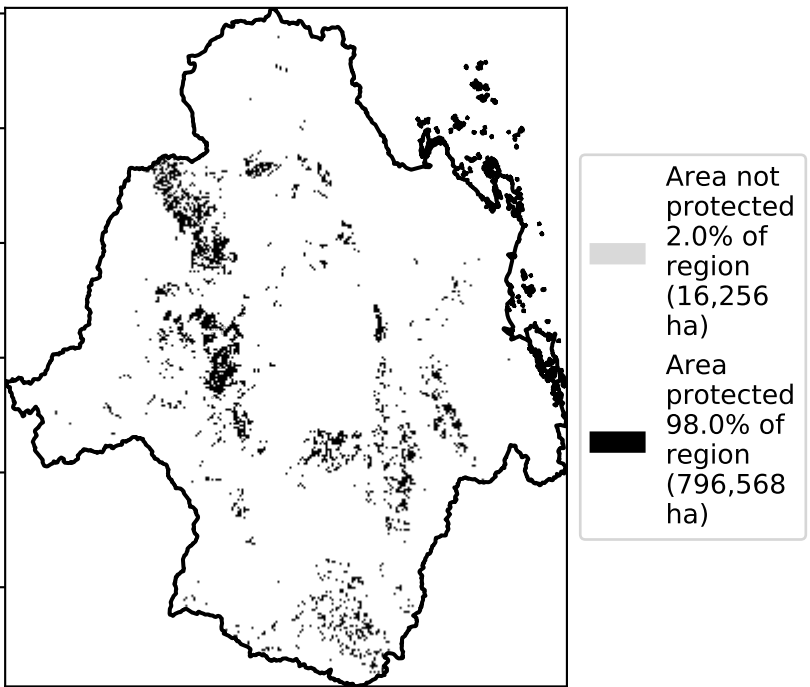 Area not
protected
2.0% of
region
(16,256
ha)
Area
protected
98.0% of
region
(796,568
ha)